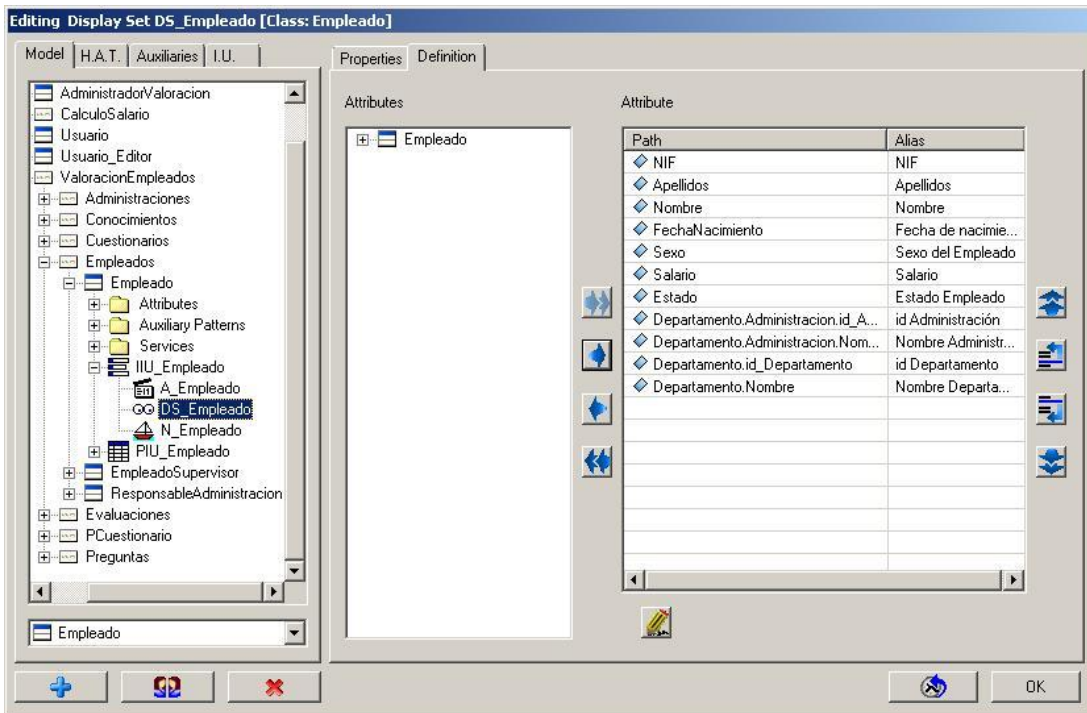 Editing Display Set DS_Empleado [Class: Empleado]
Model H.A.T. Auxiliaries I.U.
AdministradorValoracion
CalculoSalario
Usuario
Usuario_Editor
ValoracionEmpleados
Administraciones
Conocimientos
Cuestionarios
Empleados
Empleado
Attributes
Auxiliary Patterns
Services
IIU_Empleado
A_Empleado
DS_Empleado
N_Empleado
PIU_Empleado
EmpleadoSupervisor
ResponsableAdministracion
Evaluaciones
PCuestionario
Preguntas
Empleado
Properties Definition
Attributes
Empleado
Attribute
Path Alias
NIF NIF
Apellidos Apellidos
Nombre Nombre
FechaNacimiento Fecha de nacimie...
Sexo Sexo del Empleado
Salario Salario
Estado Estado Empleado
Departamento.Administracion.id_A... id Administración
Departamento.Administracion.Nom... Nombre Administr...
Departamento.id_Departamento id Departamento
Departamento.Nombre Nombre Departa...
OK